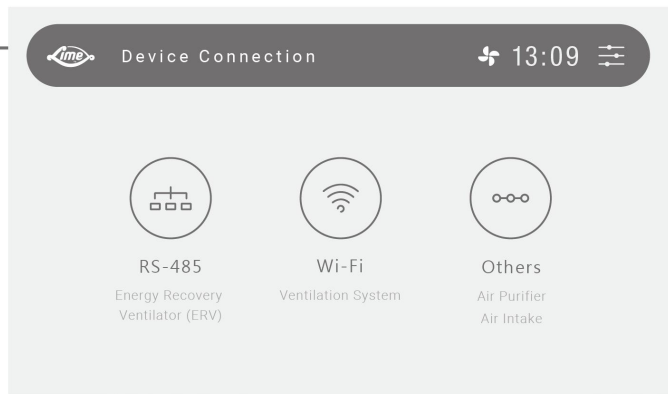 Lime
Device Connection
13:09
RS-485
Energy Recovery
Ventilator (ERV)
Wi-Fi
Ventilation System
Others
Air Purifier
Air Intake